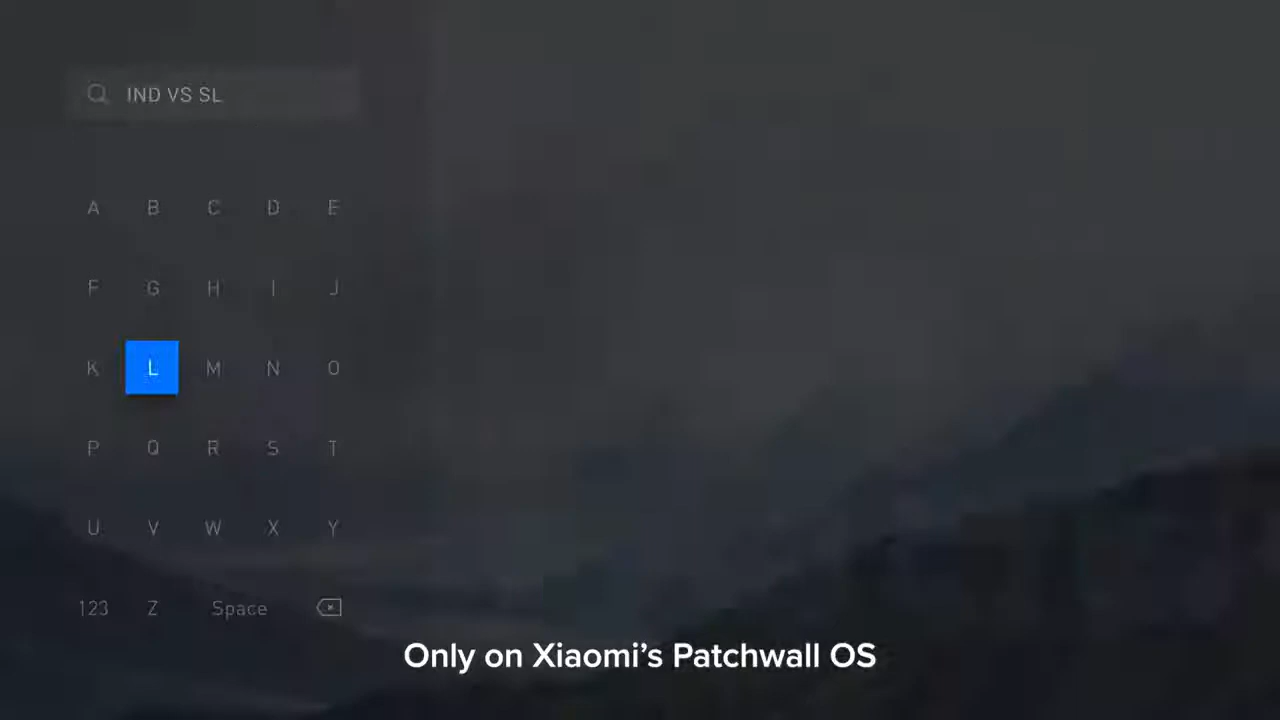 IND VS SL
A B C D E
F G H I J
K L M N O
P Q R S T
U V W X Y
123 Z Space
Only on Xiaomi's Patchwall OS